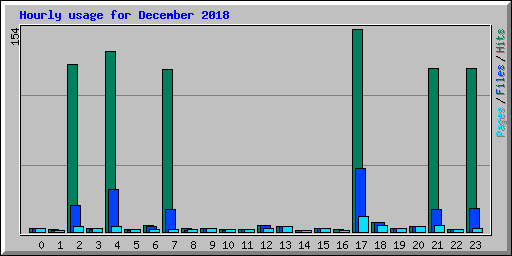 Hourly usage for December 2018
154
Pages/Files/Hits
0 1 2 3 4 5 6 7 8 9 10 11 12 13 14 15 16 17 18 19 20 21 22 23